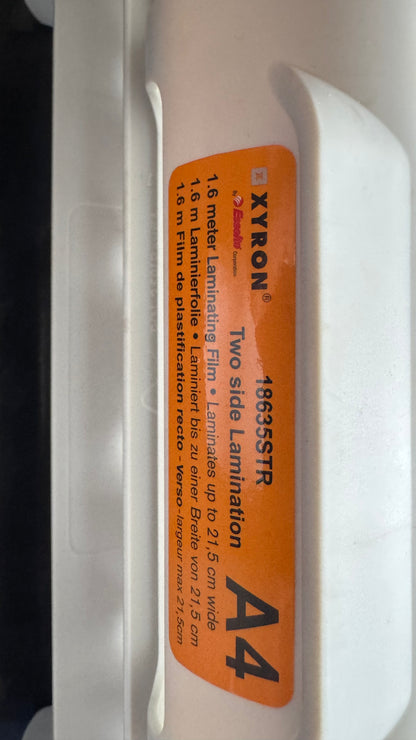 XYRON®
by Esselte
Corporation
18635STR
Two side Lamination
A4
1.6 meter Laminating Film • Laminates up to 21,5 cm wide
1.6 m Laminierfolie • Laminiert bis zu einer Breite von 21,5 cm
1.6 m Film de plastification recto - verso - largeur max 21,5cm